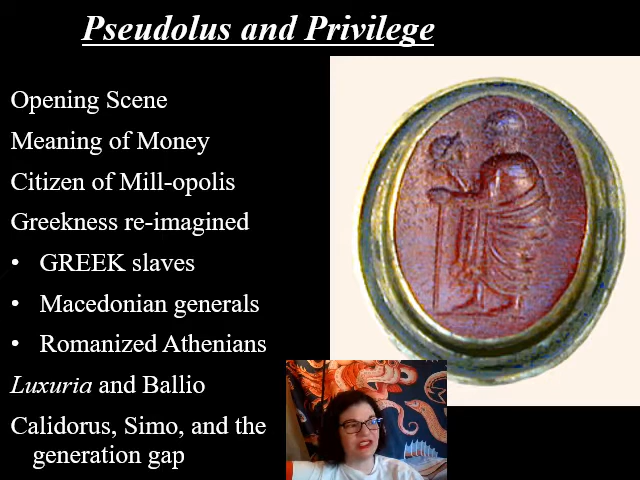 Pseudolus and Privilege
Opening Scene
Meaning of Money
Citizen of Mill-opolis
Greekness re-imagined
• GREEK slaves
• Macedonian generals
• Romanized Athenians
Luxuria and Ballio
Calidorus, Simo, and the
generation gap